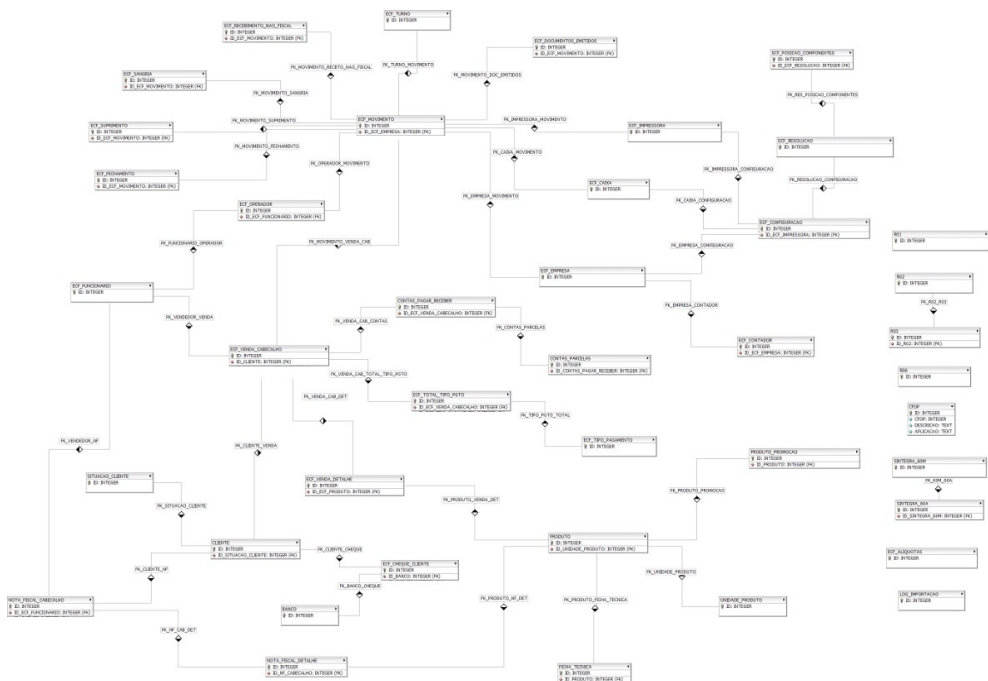 ECF_TURNO
ID: INTEGER
ECF_RECEBIMENTO_NAO_FISCAL
ID: INTEGER
ID_ECF_MOVIMENTO: INTEGER (FK)
ECF_DOCUMENTOS_EMITIDOS
ID: INTEGER
ID_ECF_MOVIMENTO: INTEGER (FK)
ECF_POSICAO_COMPONENTES
ID: INTEGER
ID_ECF_RESOLUCAO: INTEGER (FK)
FK_MOVIMENTO_RECEITO_NAO_FISCAL
FK_TURNO_MOVIMENTO
FK_MOVIMENTO_DOC_EMITIDOS
ECF_SANGRIA
ID: INTEGER
ID_ECF_MOVIMENTO: INTEGER (FK)
FK_MOVIMENTO_SANGRIA
FK_RES_POSICAO_COMPONENTES
FK_MOVIMENTO_SUPRIMENTO
ECF_MOVIMENTO
ID: INTEGER
ID_ECF_EMPRESA: INTEGER (FK)
FK_IMPRESSORA_MOVIMENTO
ECF_SUPRIMENTO
ID: INTEGER
ID_ECF_MOVIMENTO: INTEGER (FK)
ECF_IMPRESSORA
ID: INTEGER
ECF_RESOLUCAO
ID: INTEGER
FK_MOVIMENTO_FECHAMENTO
FK_CAIXA_MOVIMENTO
FK_OPERADOR_MOVIMENTO
FK_IMPRESSORA_CONFIGURACAO
FK_RESOLUCAO_CONFIGURACAO
ECF_FECHAMENTO
ID: INTEGER
ID_ECF_MOVIMENTO: INTEGER (FK)
ECF_CAIXA
ID: INTEGER
FK_EMPRESA_MOVIMENTO
FK_CAIXA_CONFIGURACAO
ECF_OPERADOR
ID: INTEGER
ID_ECF_FUNCIONARIO: INTEGER (FK)
ECF_CONFIGURACAO
ID: INTEGER
ID_ECF_IMPRESSORA: INTEGER (FK)
R01
ID: INTEGER
FK_FUNCIONARIO_OPERADOR
FK_MOVIMENTO_VENDA_CAB
FK_EMPRESA_CONFIGURACAO
ECF_EMPRESA
ID: INTEGER
R02
ID: INTEGER
ECF_FUNCIONARIO
ID: INTEGER
CONTAS_PAGAR_RECEBER
ID: INTEGER
ID_ECF_VENDA_CABECALHO: INTEGER (FK)
FK_EMPRESA_CONTADOR
FK_R02_R03
FK_VENDEDOR_VENDA
FK_VENDA_CAB_CONTAS
FK_CONTAS_PARCELAS
R03
ID: INTEGER
ID_R02: INTEGER (FK)
ECF_CONTADOR
ID: INTEGER
ID_ECF_EMPRESA: INTEGER (FK)
ECF_VENDA_CABECALHO
ID: INTEGER
ID_CLIENTE: INTEGER (FK)
CONTAS_PARCELAS
ID: INTEGER
ID_CONTAS_PAGAR_RECEBER: INTEGER (FK)
FK_VENDA_CAB_TOTAL_TIPO_PGTO
ID: INTEGER
FK_VENDA_CAB_DET
ECF_TOTAL_TIPO_PGTO
ID: INTEGER
ID_ECF_VENDA_CABECALHO: INTEGER (FK)
FK_TIPO_PGTO_TOTAL
CFOP
ID: INTEGER
CFOP: INTEGER
DESCRICAO: TEXT
APLICACAO: TEXT
FK_VENDEDOR_NF
FK_CLIENTE_VENDA
ECF_TIPO_PAGAMENTO
ID: INTEGER
PRODUTO_PROMOCAO
ID: INTEGER
ID_PRODUTO: INTEGER (FK)
SINTEGRA_60M
ID: INTEGER
SITUACAO_CLIENTE
ID: INTEGER
ECF_VENDA_DETALHE
ID: INTEGER
ID_ECF_PRODUTO: INTEGER (FK)
FK_PRODUTO_PROMOCAO
FK_60M_60A
FK_SITUACAO_CLIENTE
FK_PRODUTO_VENDA_DET
SINTEGRA_60A
ID: INTEGER
ID_SINTEGRA_60M: INTEGER (FK)
CLIENTE
ID: INTEGER
ID_SITUACAO_CLIENTE: INTEGER (FK)
FK_CLIENTE_CHEQUE
PRODUTO
ID: INTEGER
ID_UNIDADE_PRODUTO: INTEGER (FK)
ECF_ALIQUOTAS
ID: INTEGER
FK_CLIENTE_NF
ECF_CHEQUE_CLIENTE
ID: INTEGER
ID_BANCO: INTEGER (FK)
FK_UNIDADE_PRODUTO
FK_BANCO_CHEQUE
FK_PRODUTO_NF_DET
FK_PRODUTO_FICHA_TECNICA
NOTA_FISCAL_CABECALHO
ID: INTEGER
ID_ECF_FUNCIONARIO: INTEGER (FK)
BANCO
ID: INTEGER
UNIDADE_PRODUTO
ID: INTEGER
LOG_IMPORTACAO
ID: INTEGER
FK_NF_CAB_DET
NOTA_FISCAL_DETALHE
ID: INTEGER
ID_NF_CABECALHO: INTEGER (FK)
FICHA_TECNICA
ID: INTEGER
ID_PRODUTO: INTEGER (FK)